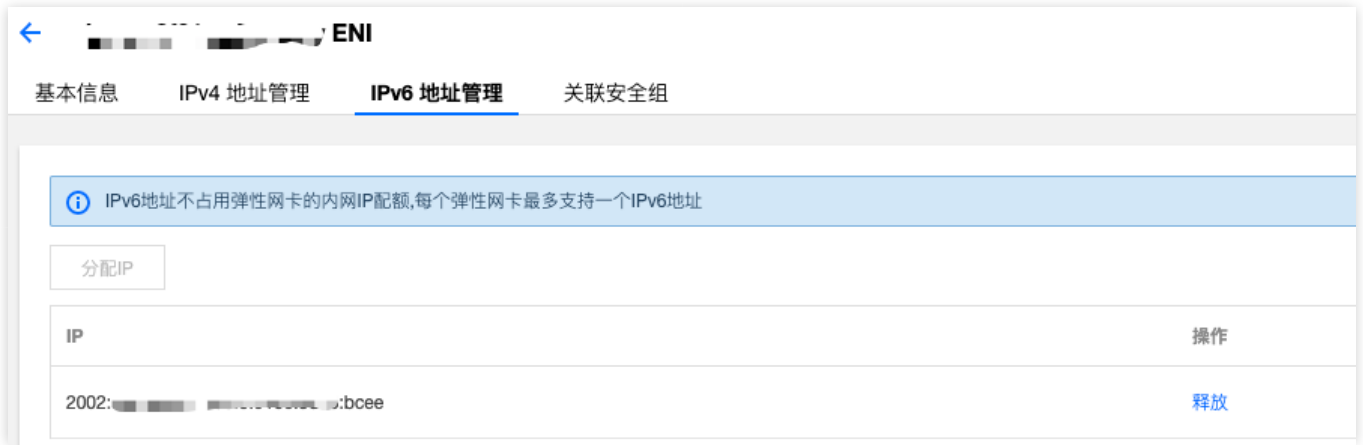 ENI
基本信息 IPv4 地址管理 IPv6 地址管理 关联安全组
IPv6地址不占用弹性网卡的内网IP配额,每个弹性网卡最多支持一个IPv6地址
分配IP
IP 操作
2002: :bcee 释放